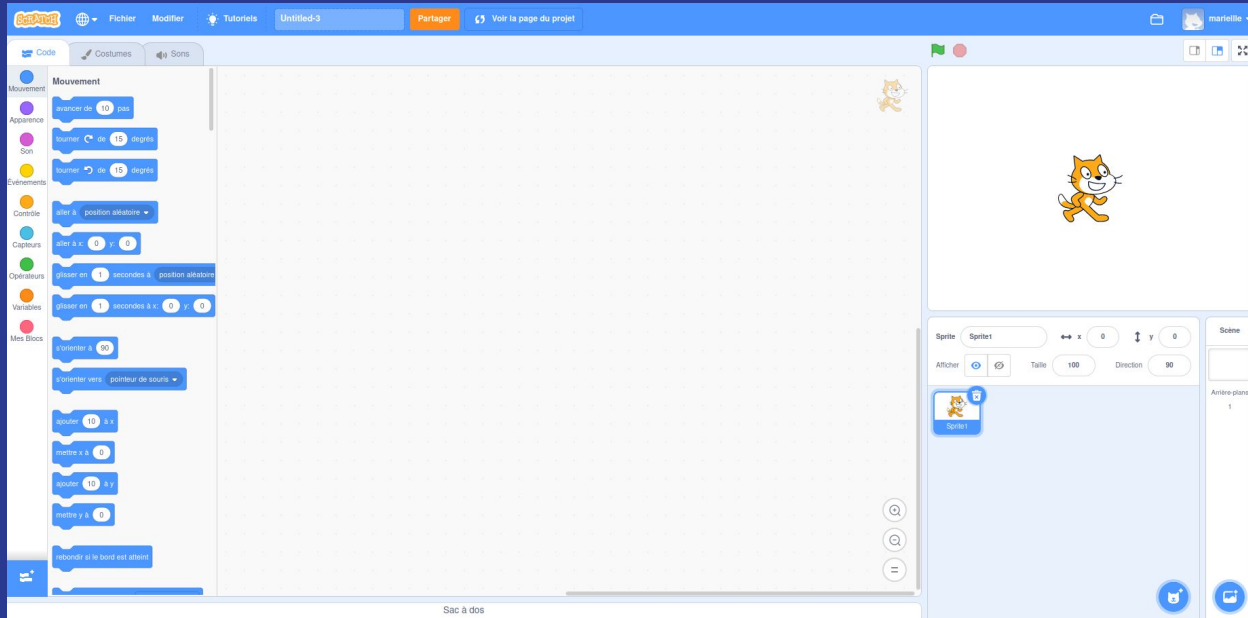 SCRATCH Fichier Modifier Tutoriels Untitled-3 Partager Voir la page du projet marielle
Code Costumes Sons
Mouvement
Apparence
Son
Événements
Contrôle
Capteurs
Opérateurs
Variables
Mes Blocs
Mouvement
avancer de 10 pas
tourner de 15 degrés
tourner de 15 degrés
aller à position aléatoire
aller à x: 0 y: 0
glisser en 1 secondes à position aléatoire
glisser en 1 secondes à x: 0 y: 0
s'orienter à 90
s'orienter vers pointeur de souris
ajouter 10 à x
mettre x à 0
ajouter 10 à y
mettre y à 0
rebondir si le bord est atteint
Sac à dos
Sprite Sprite1 x 0 y 0
Afficher Taille 100 Direction 90
Sprite1
Scène
Arrière-plans
1